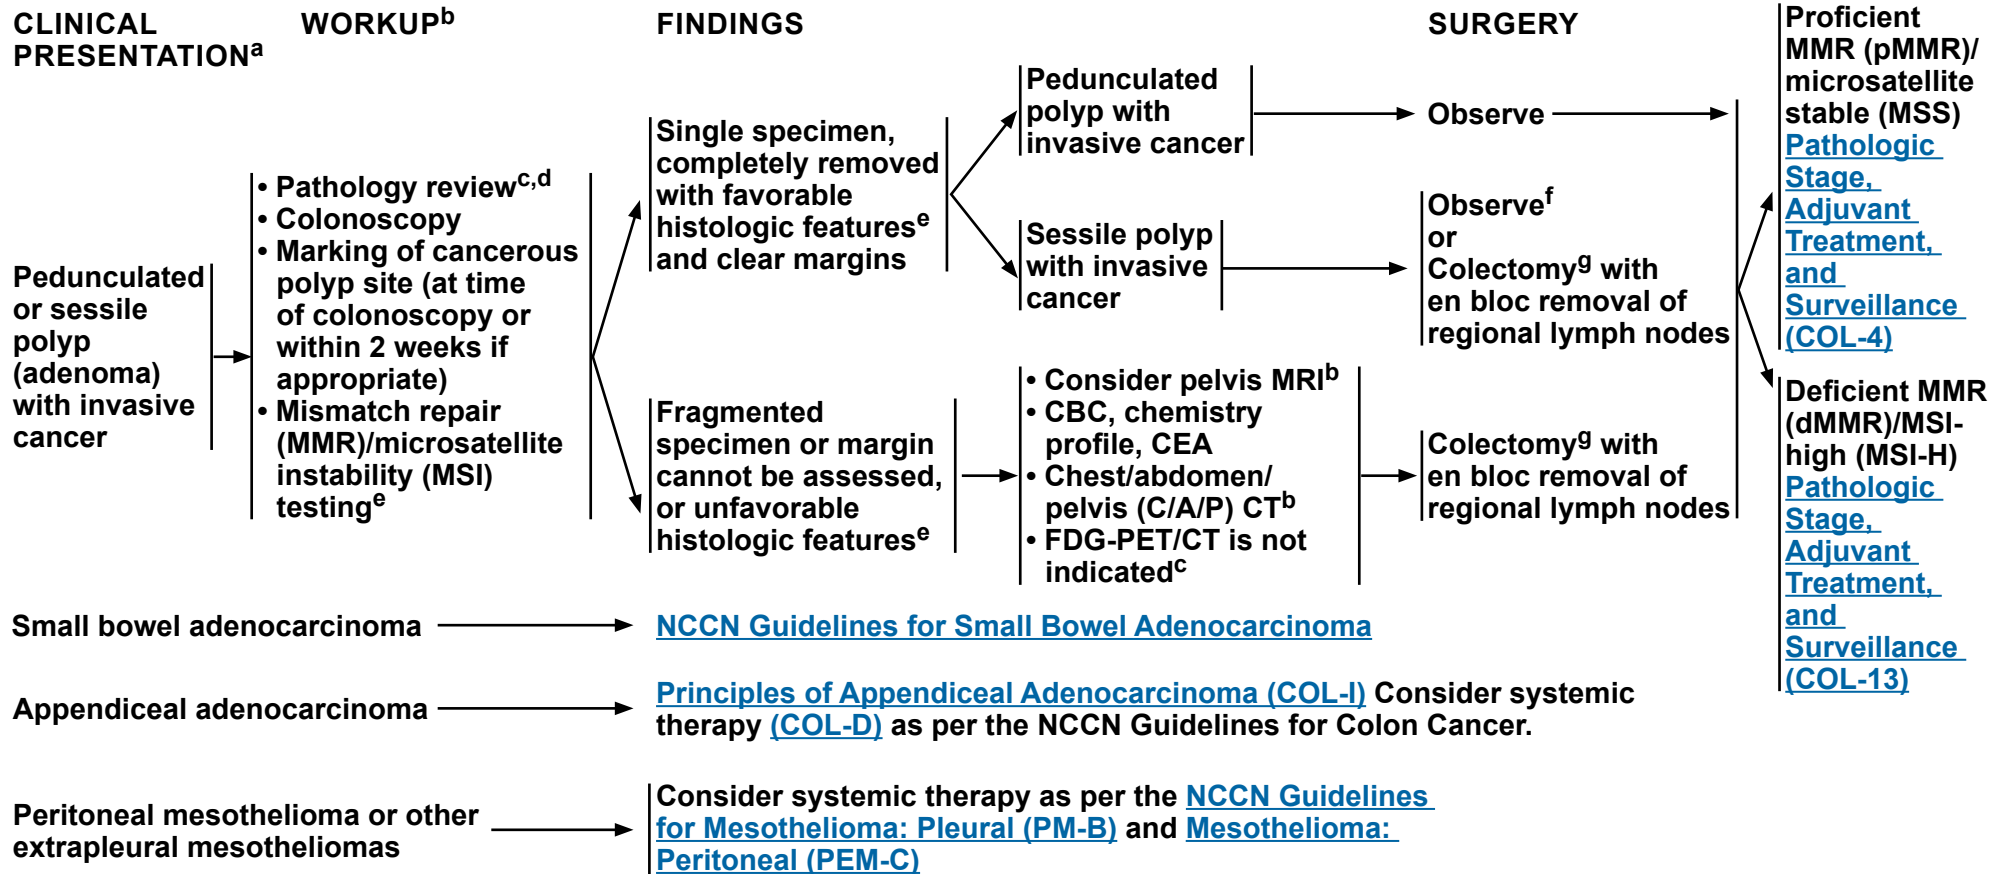 CLINICAL
PRESENTATIONa
WORKUPb
FINDINGS
SURGERY
Pedunculated
or sessile
polyp
(adenoma)
with invasive
cancer
• Pathology reviewc,d
• Colonoscopy
• Marking of cancerous
polyp site (at time
of colonoscopy or
within 2 weeks if
appropriate)
• Mismatch repair
(MMR)/microsatellite
instability (MSI)
testinge
Single specimen,
completely removed
with favorable
histologic featurese
and clear margins
Pedunculated
polyp with
invasive cancer
Observe
Sessile polyp
with invasive
cancer
Observef
or
Colectomyg with
en bloc removal of
regional lymph nodes
Fragmented
specimen or margin
cannot be assessed,
or unfavorable
histologic featurese
• Consider pelvis MRIb
• CBC, chemistry
profile, CEA
• Chest/abdomen/
pelvis (C/A/P) CTb
• FDG-PET/CT is not
indicatedc
Colectomyg with
en bloc removal of
regional lymph nodes
Proficient
MMR (pMMR)/
microsatellite
stable (MSS)
Pathologic
Stage,
Adjuvant
Treatment,
and
Surveillance
(COL-4)
Deficient MMR
(dMMR)/MSI-
high (MSI-H)
Pathologic
Stage,
Adjuvant
Treatment,
and
Surveillance
(COL-13)
Small bowel adenocarcinoma
NCCN Guidelines for Small Bowel Adenocarcinoma
Appendiceal adenocarcinoma
Principles of Appendiceal Adenocarcinoma (COL-I) Consider systemic
therapy (COL-D) as per the NCCN Guidelines for Colon Cancer.
Peritoneal mesothelioma or other
extrapleural mesotheliomas
Consider systemic therapy as per the NCCN Guidelines
for Mesothelioma: Pleural (PM-B) and Mesothelioma:
Peritoneal (PEM-C)